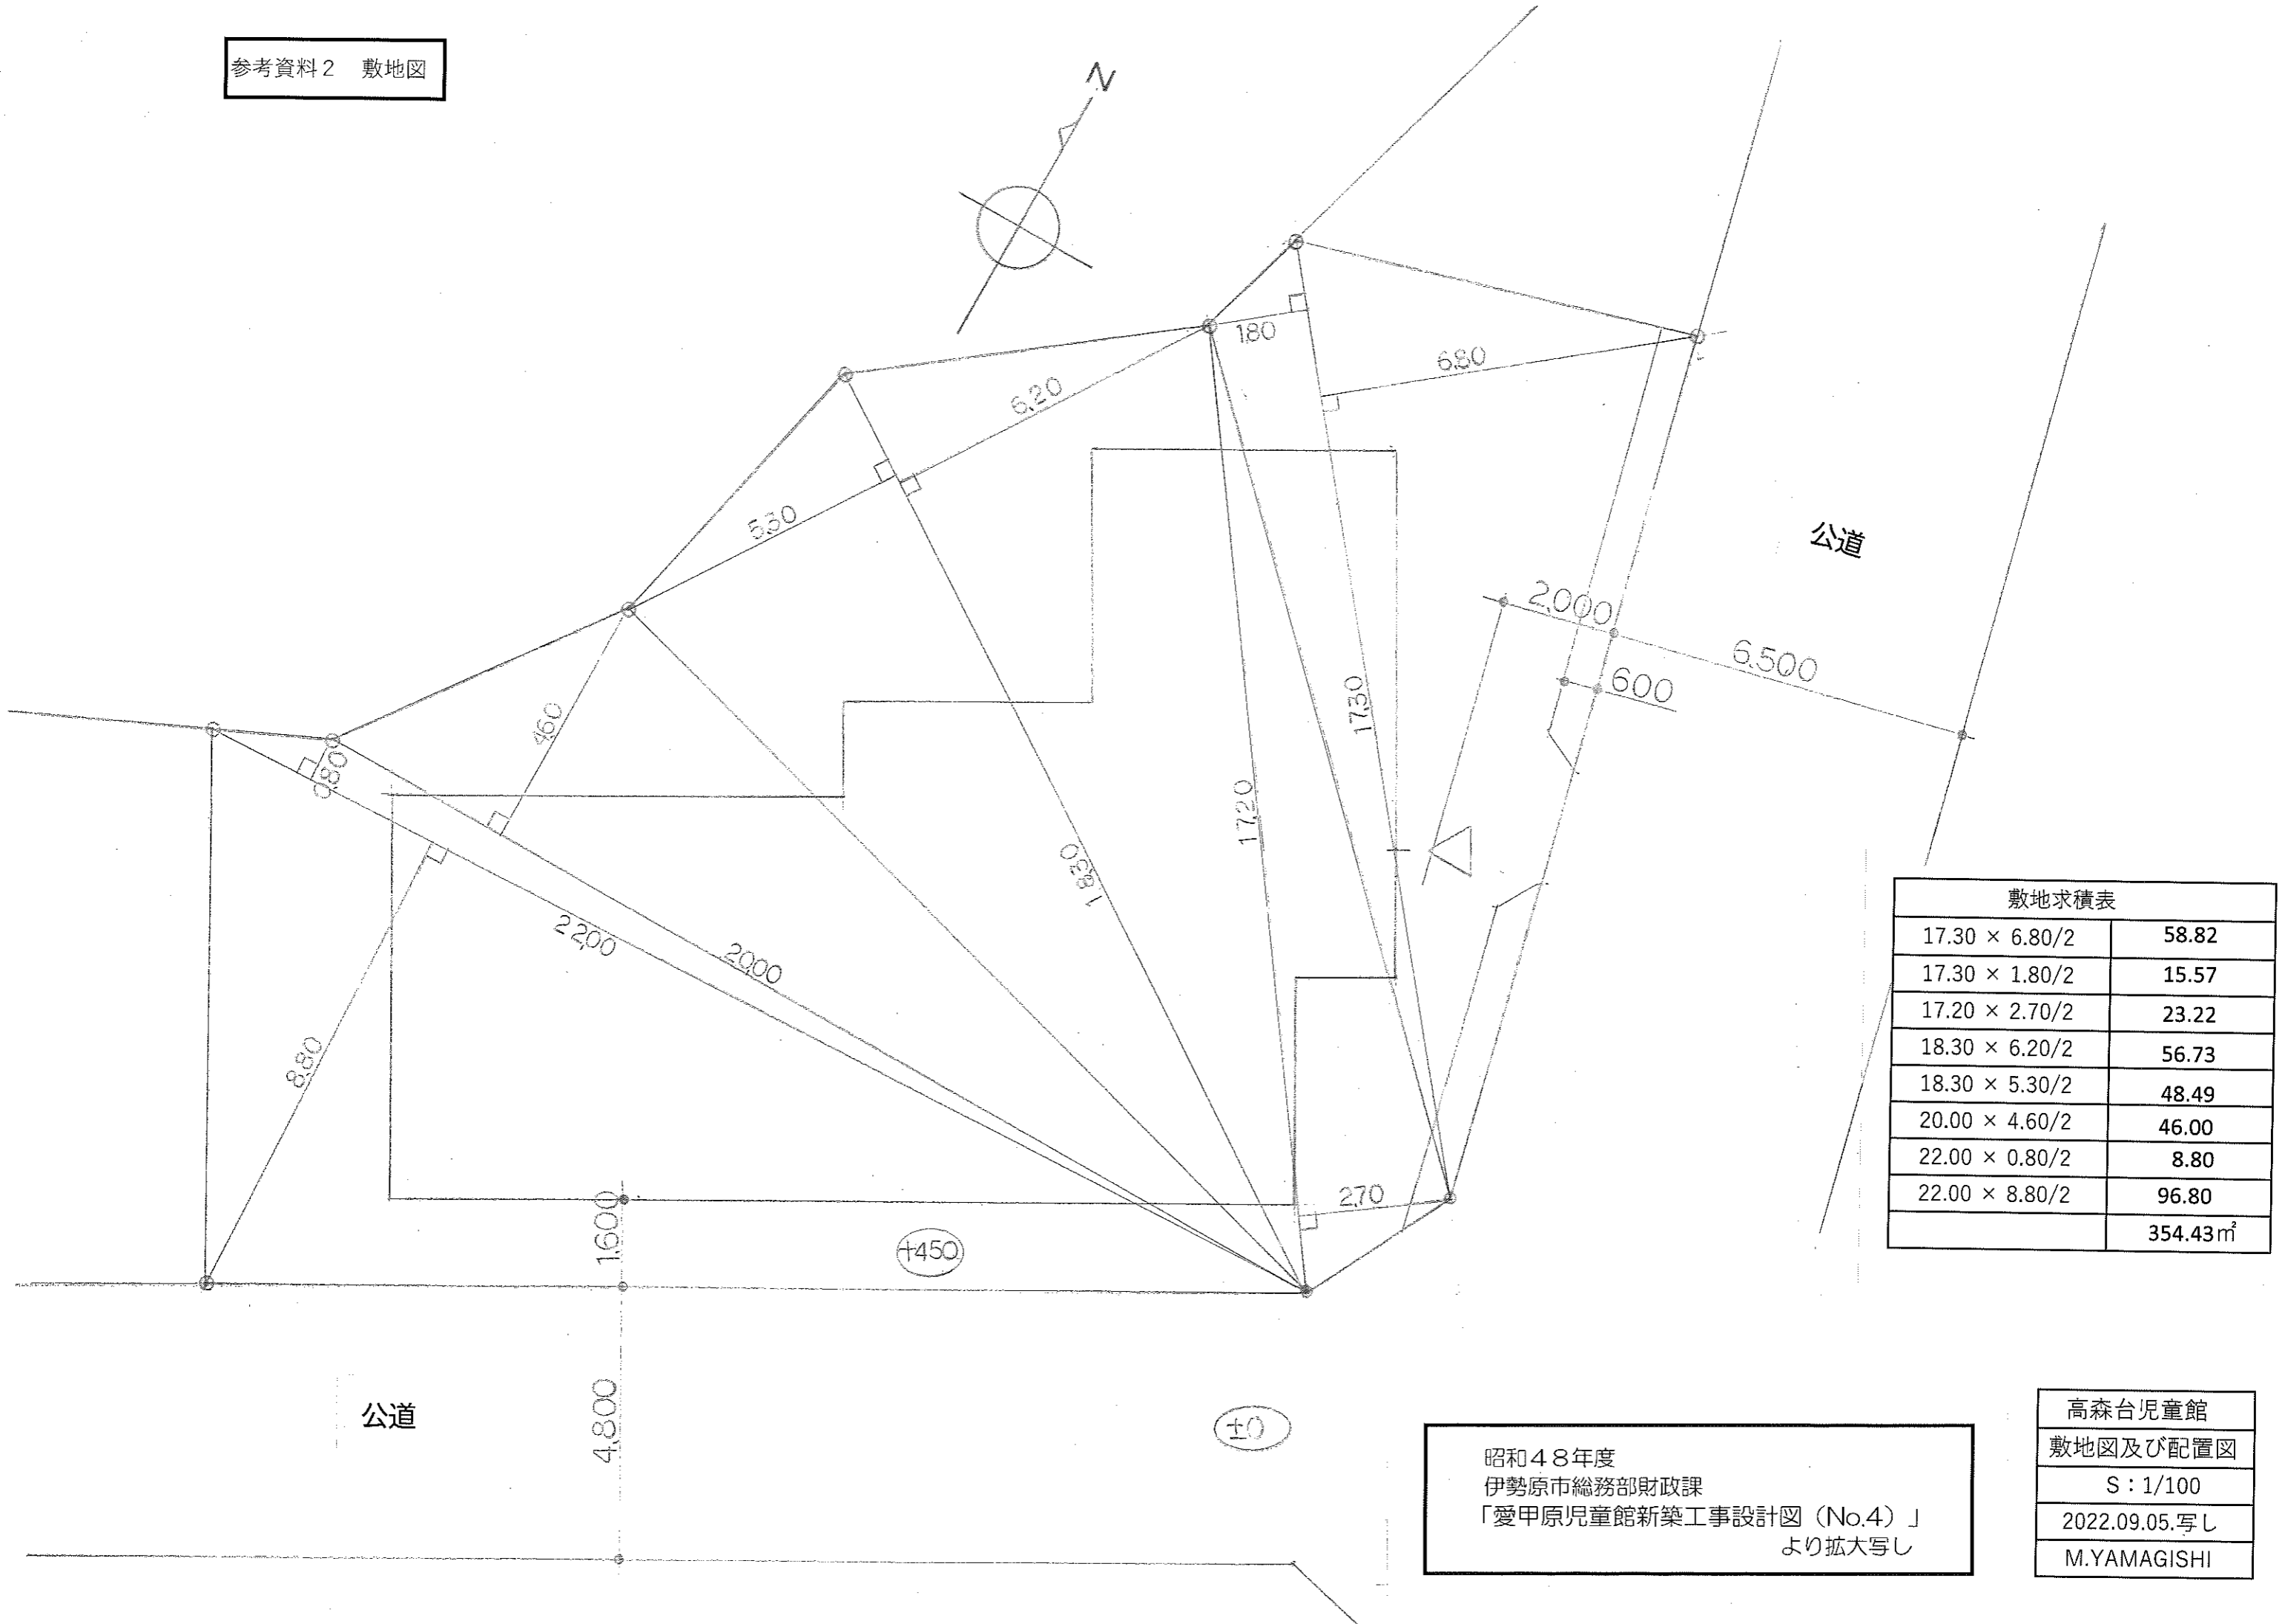 参考資料２　敷地図
N
1.80
6.80
6.20
5.30
4.60
0.80
公道
2,000
6,500
600
17.30
17.20
18.30
22.00
20.00
8.80
2.70
1,600
+450
4,800
公道
±0
敷地求積表
17.30 × 6.80/2 58.82
17.30 × 1.80/2 15.57
17.20 × 2.70/2 23.22
18.30 × 6.20/2 56.73
18.30 × 5.30/2 48.49
20.00 × 4.60/2 46.00
22.00 × 0.80/2 8.80
22.00 × 8.80/2 96.80
354.43㎡
昭和４８年度
伊勢原市総務部財政課
「愛甲原児童館新築工事設計図（No.4）」
より拡大写し
高森台児童館
敷地図及び配置図
S：1/100
2022.09.05.写し
M.YAMAGISHI